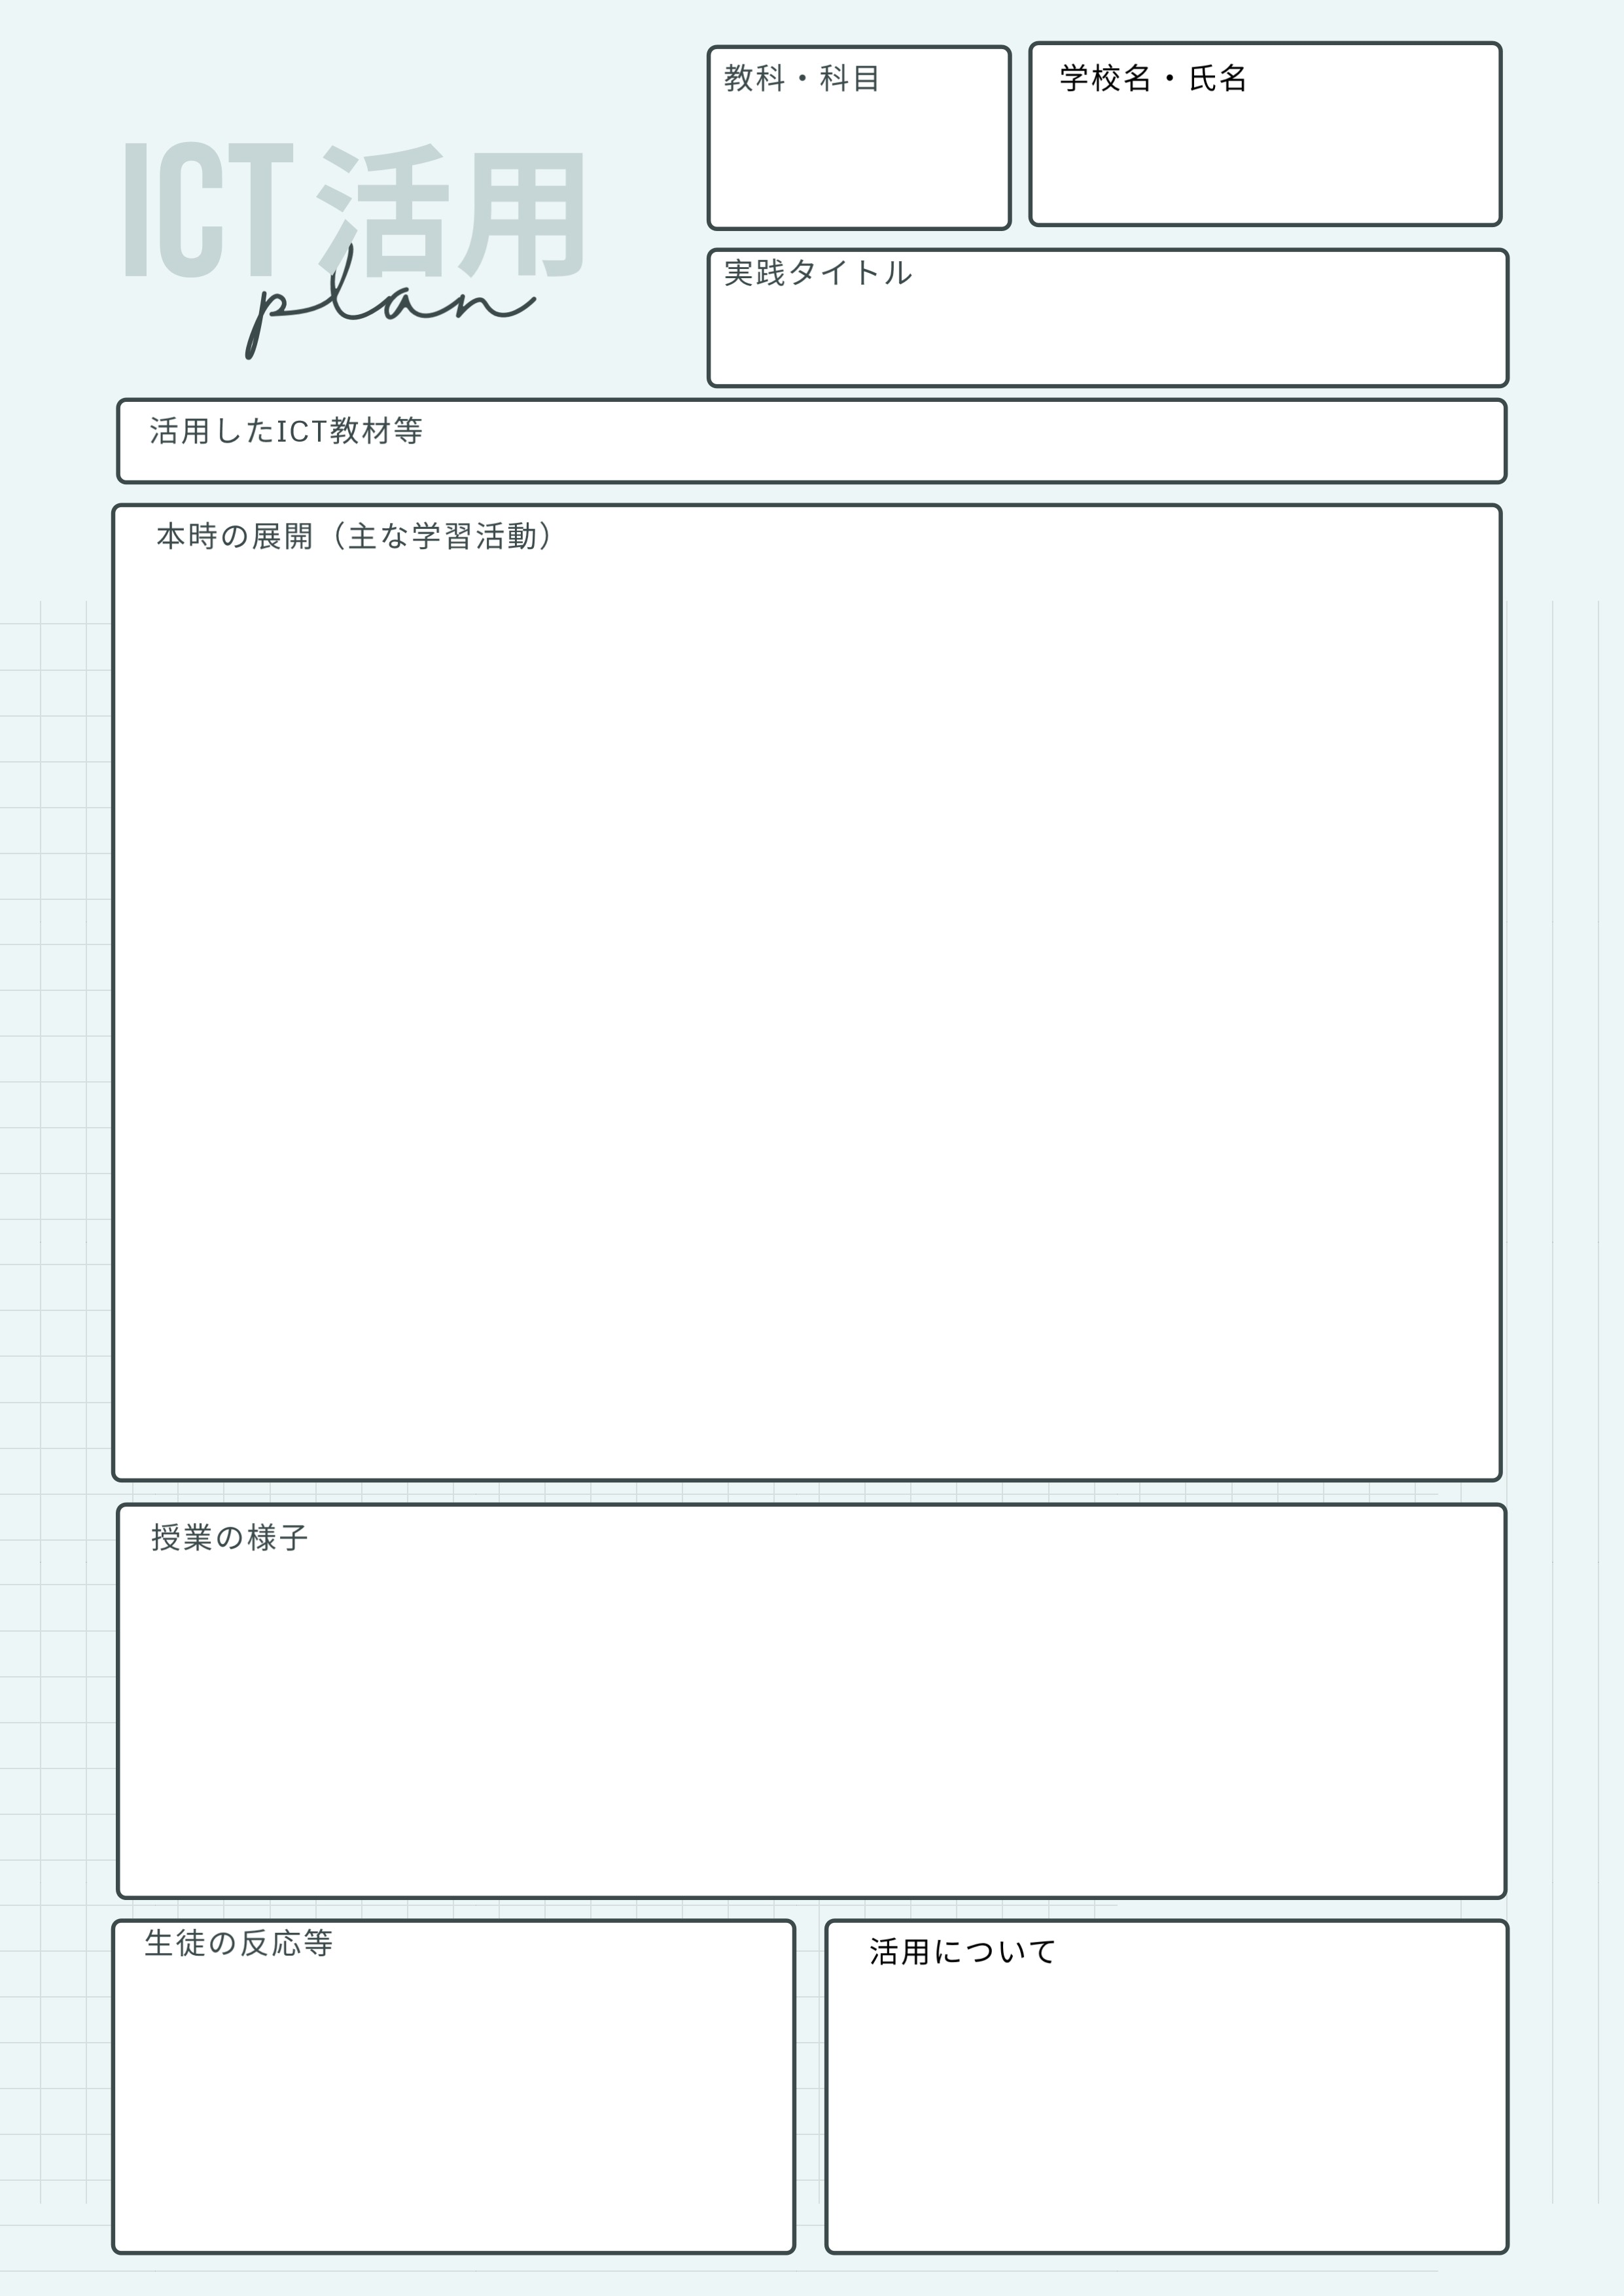 ICT活用
plan
教科・科目
学校名・氏名
実践タイトル
活用したICT教材等
本時の展開（主な学習活動）
授業の様子
生徒の反応等
活用について